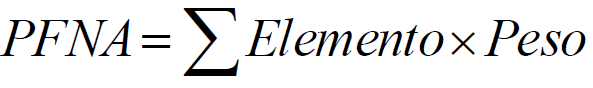 PFNA = ∑ Elemento × Peso